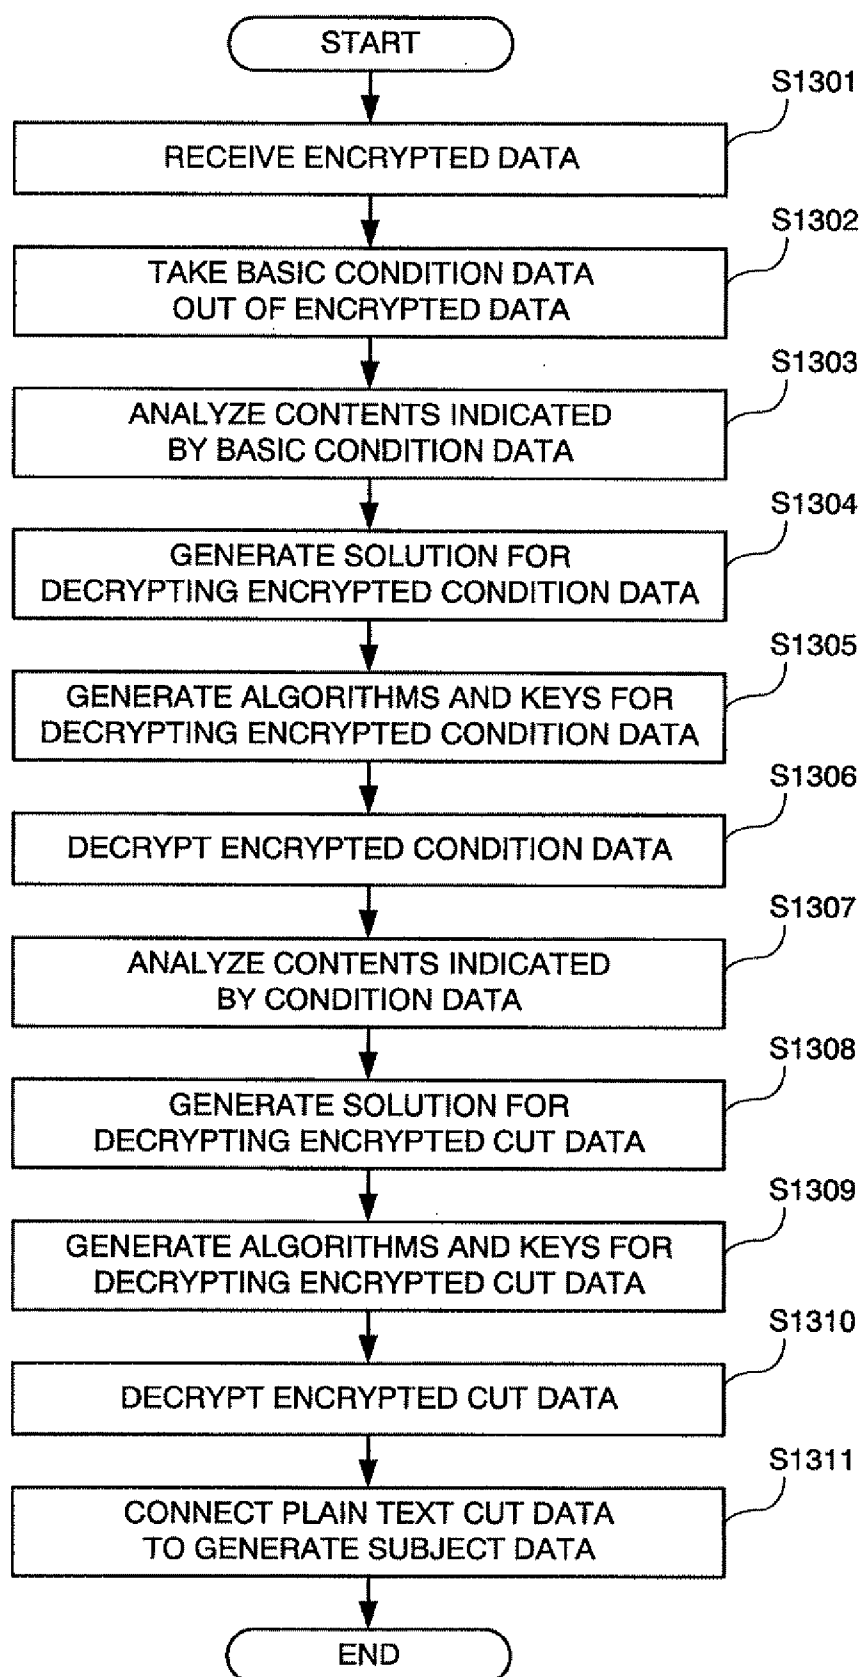 START
S1301
RECEIVE ENCRYPTED DATA
S1302
TAKE BASIC CONDITION DATA
OUT OF ENCRYPTED DATA
S1303
ANALYZE CONTENTS INDICATED
BY BASIC CONDITION DATA
S1304
GENERATE SOLUTION FOR
DECRYPTING ENCRYPTED CONDITION DATA
S1305
GENERATE ALGORITHMS AND KEYS FOR
DECRYPTING ENCRYPTED CONDITION DATA
S1306
DECRYPT ENCRYPTED CONDITION DATA
S1307
ANALYZE CONTENTS INDICATED
BY CONDITION DATA
S1308
GENERATE SOLUTION FOR
DECRYPTING ENCRYPTED CUT DATA
S1309
GENERATE ALGORITHMS AND KEYS FOR
DECRYPTING ENCRYPTED CUT DATA
S1310
DECRYPT ENCRYPTED CUT DATA
S1311
CONNECT PLAIN TEXT CUT DATA
TO GENERATE SUBJECT DATA
END